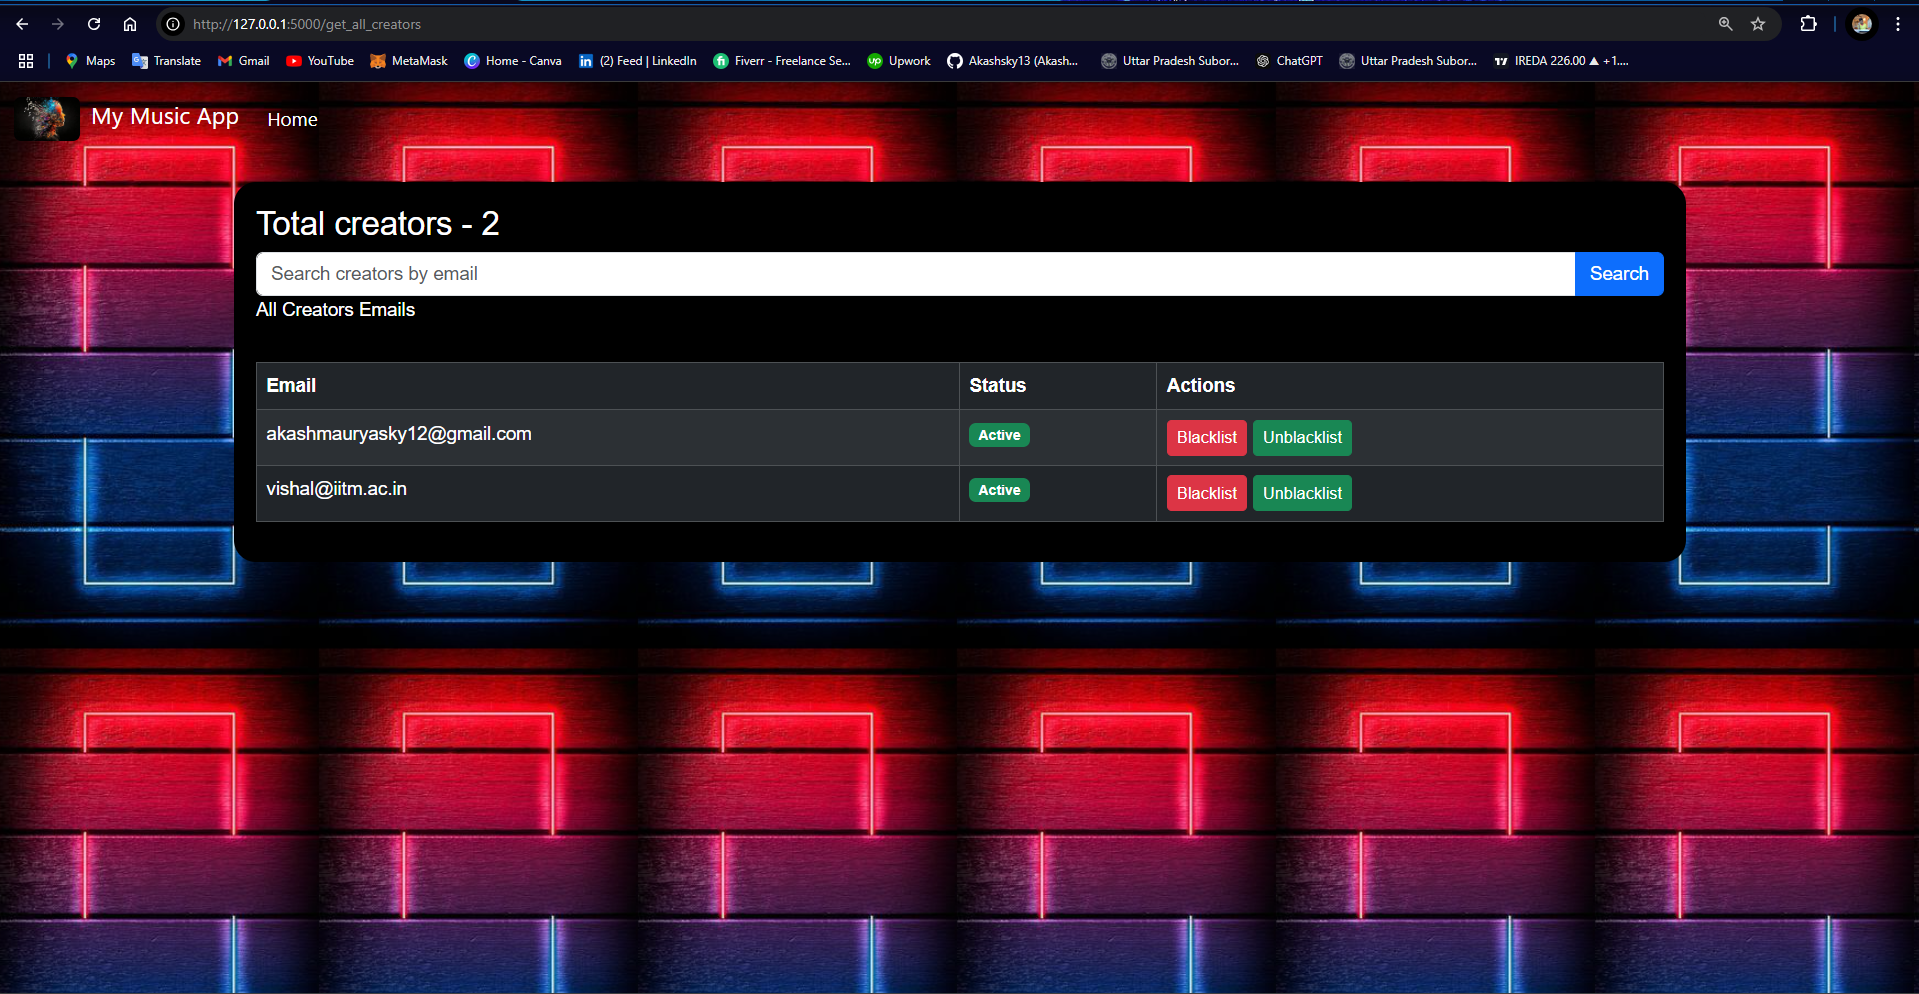 http://127.0.0.1:5000/get_all_creators
Maps Translate Gmail YouTube MetaMask Home - Canva (2) Feed | LinkedIn Fiverr - Freelance Se... Upwork Akashsky13 (Akash... Uttar Pradesh Subor... ChatGPT Uttar Pradesh Subor... IREDA 226.00 ▲ +1....
My Music App Home
Total creators - 2
Search creators by email Search
All Creators Emails
Email Status Actions
akashmauryasky12@gmail.com Active Blacklist Unblacklist
vishal@iitm.ac.in Active Blacklist Unblacklist